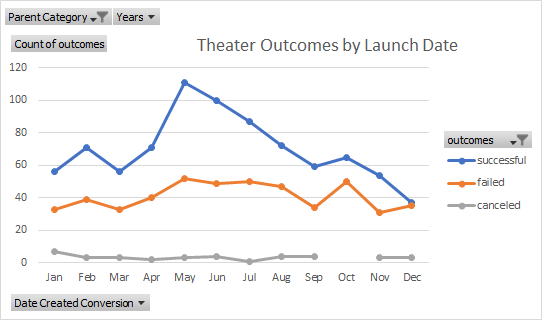 Parent Category Years
Count of outcomes
Theater Outcomes by Launch Date
120
100
80
60
40
20
0
Jan Feb Mar Apr May Jun Jul Aug Sep Oct Nov Dec
outcomes
successful
failed
canceled
Date Created Conversion